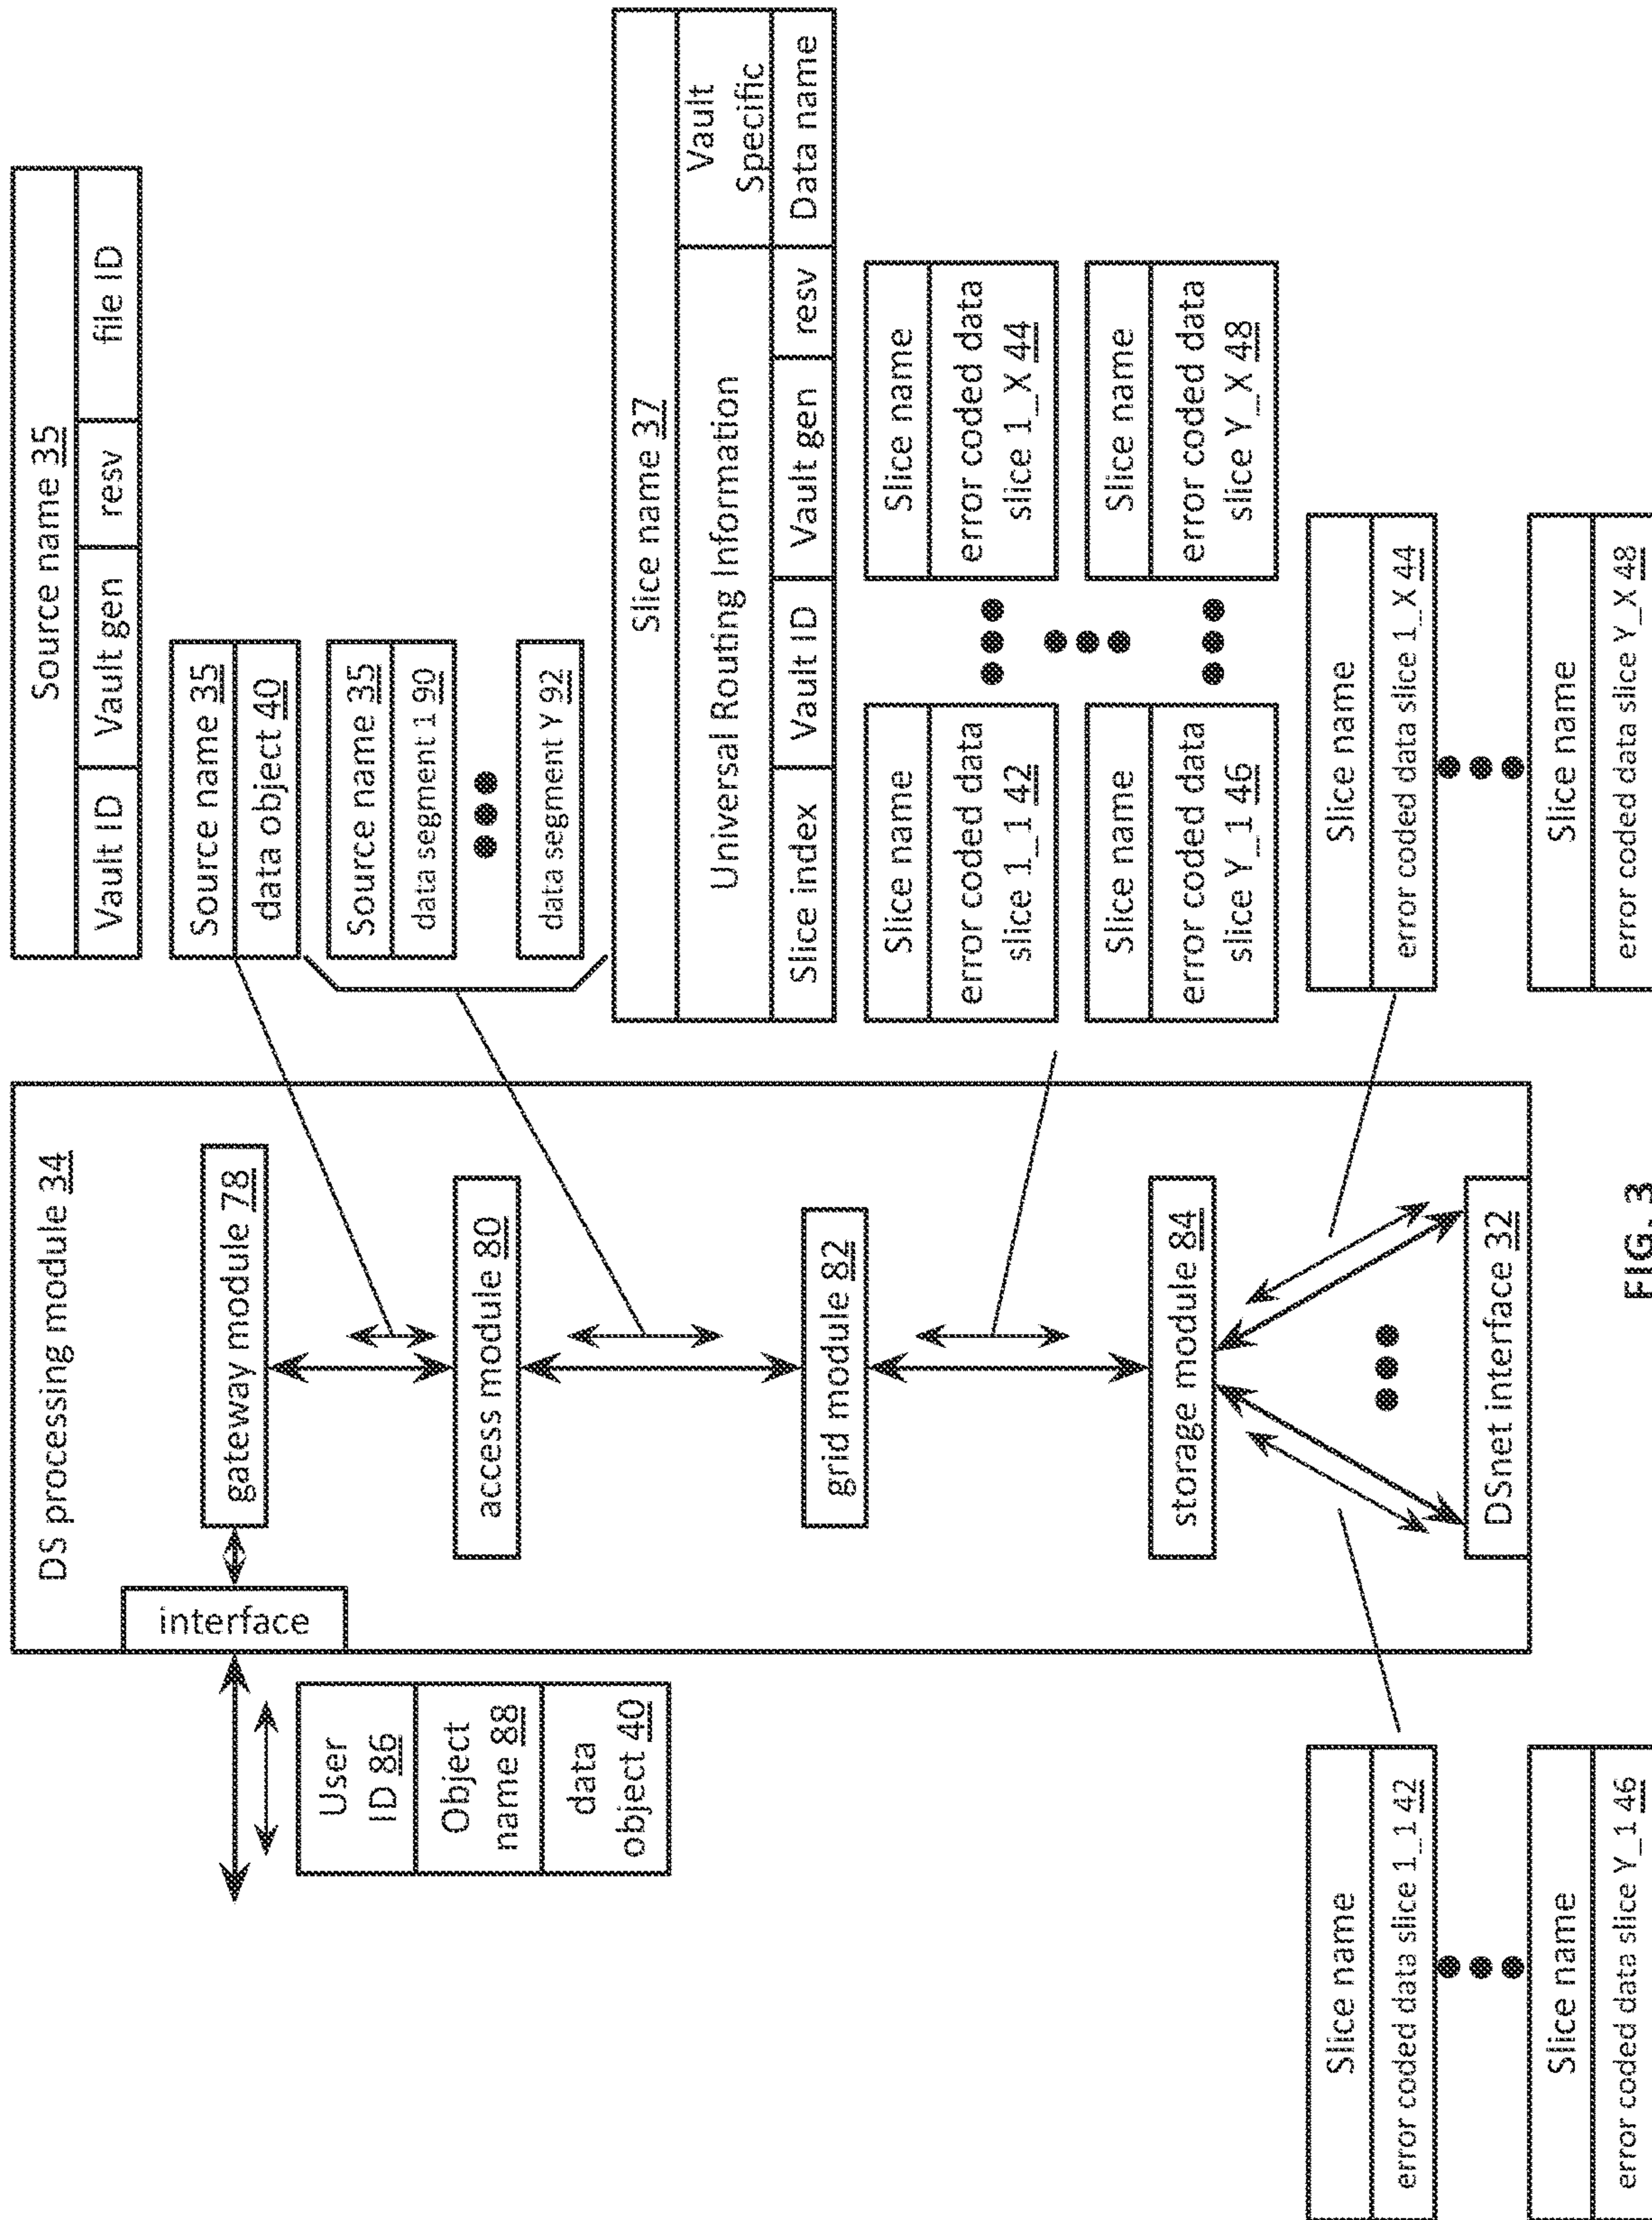 DS processing module 34
interface
gateway module 78
access module 80
grid module 82
storage module 84
DSnet interface 32
User
ID 86
Object
name 88
data
object 40
Source name 35
Vault ID
Vault gen
resv
file ID
Source name 35
data object 40
Source name 35
data segment 1 90
data segment Y 92
Slice name 37
Universal Routing Information
Vault
Specific
Slice index
Vault ID
Vault gen
resv
Data name
Slice name
error coded data
slice 1_1 42
Slice name
error coded data
slice 1_X 44
Slice name
error coded data
slice Y_1 46
Slice name
error coded data
slice Y_X 48
Slice name
error coded data slice 1_1 42
Slice name
error coded data slice Y_1 46
Slice name
error coded data slice 1_X 44
Slice name
error coded data slice Y_X 48
FIG. 3